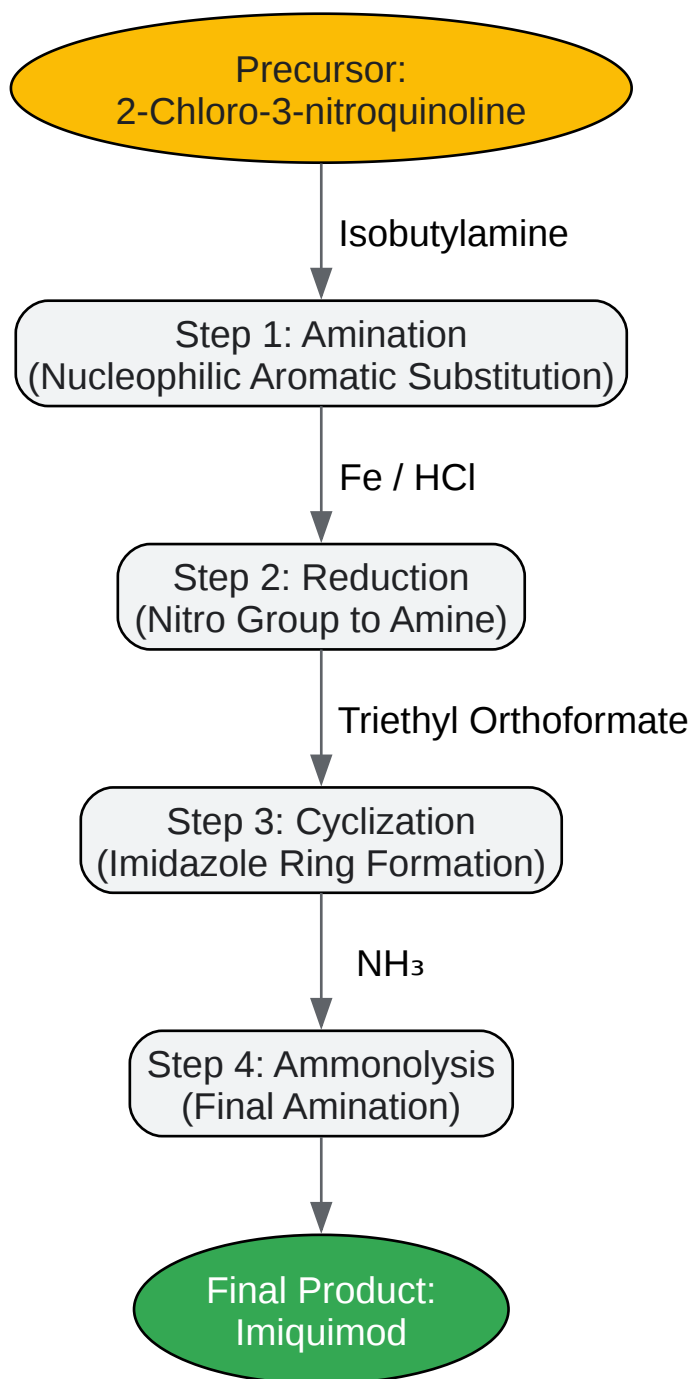 Precursor:
2-Chloro-3-nitroquinoline
Isobutylamine
Step 1: Amination
(Nucleophilic Aromatic Substitution)
Fe / HCl
Step 2: Reduction
(Nitro Group to Amine)
Triethyl Orthoformate
Step 3: Cyclization
(Imidazole Ring Formation)
NH₃
Step 4: Ammonolysis
(Final Amination)
Final Product:
Imiquimod